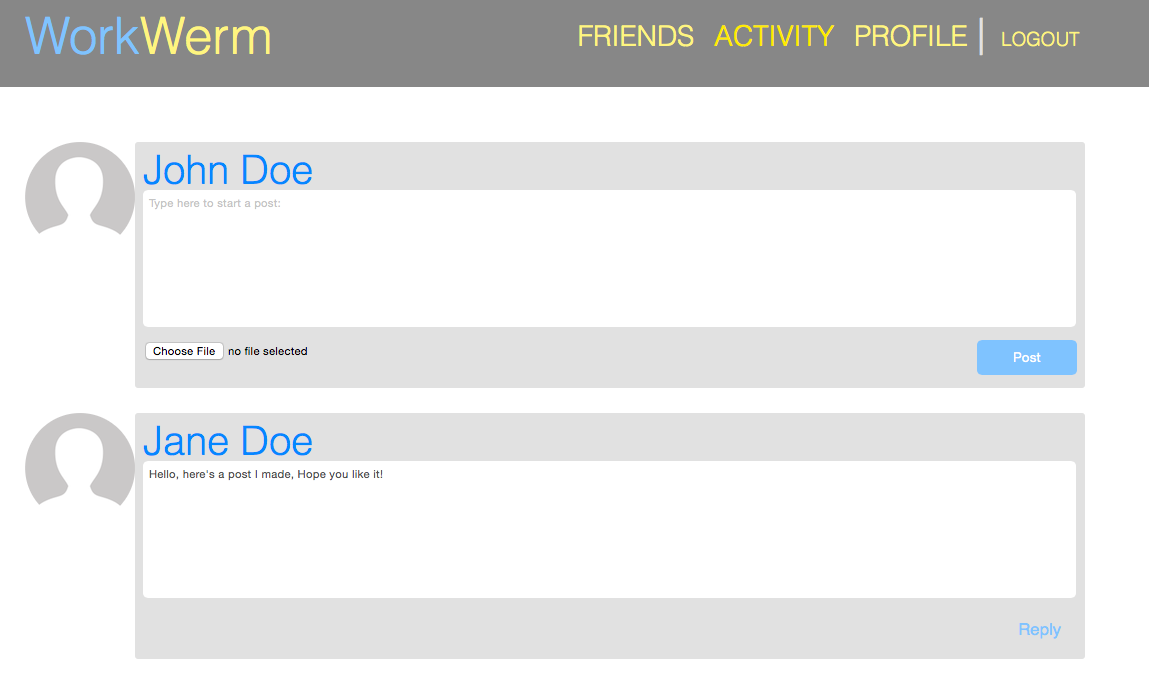 WorkWerm
FRIENDS ACTIVITY PROFILE | LOGOUT
John Doe
Type here to start a post:
Choose File no file selected
Post
Jane Doe
Hello, here's a post I made, Hope you like it!
Reply